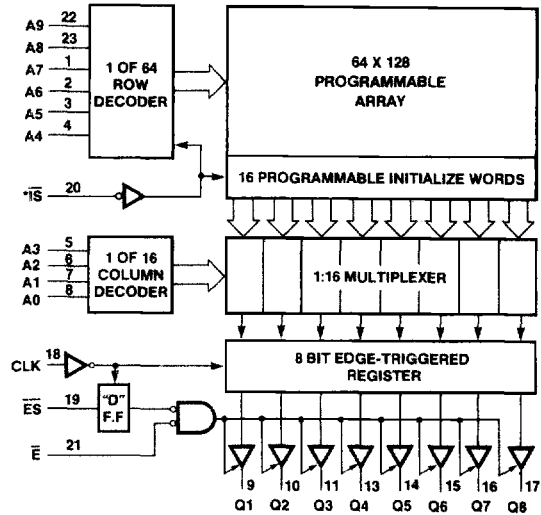 A9 22
A8 23
A7 1
A6 2
A5 3
A4 4
1 OF 64
ROW
DECODER
64 X 128
PROGRAMMABLE
ARRAY
16 PROGRAMMABLE INITIALIZE WORDS
*I̅S̅ 20
A3 5
A2 6
A1 7
A0 8
1 OF 16
COLUMN
DECODER
1:16 MULTIPLEXER
CLK 18
8 BIT EDGE-TRIGGERED
REGISTER
E̅S̅ 19
"D"
F.F
E̅ 21
9 10 11 13 14 15 16 17
Q1 Q2 Q3 Q4 Q5 Q6 Q7 Q8